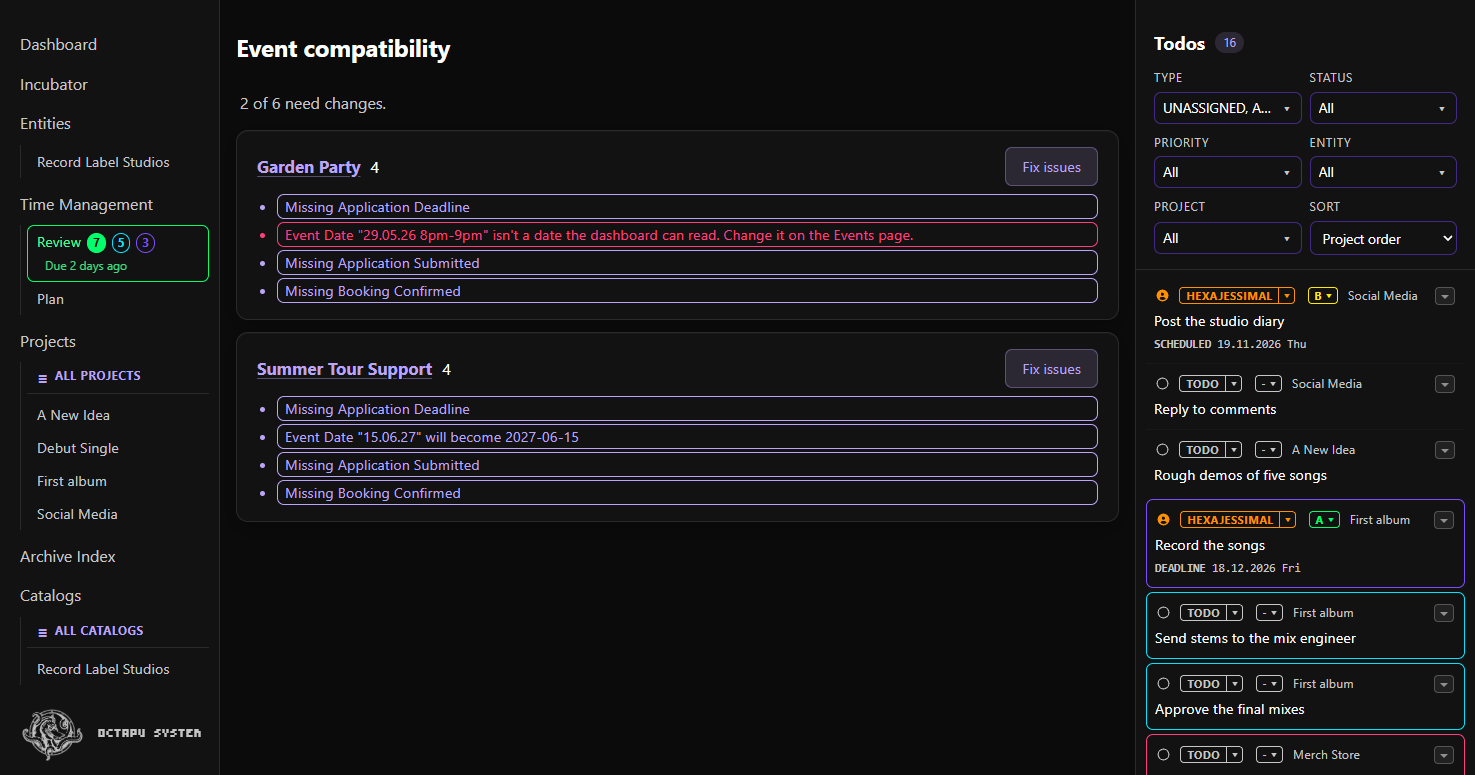 Dashboard
Incubator
Entities
Record Label Studios
Time Management
Review 7 5 3
Due 2 days ago
Plan
Projects
ALL PROJECTS
A New Idea
Debut Single
First album
Social Media
Archive Index
Catalogs
ALL CATALOGS
Record Label Studios
OCTAPU SYSTEM
Event compatibility
2 of 6 need changes.
Garden Party 4
Fix issues
Missing Application Deadline
Event Date "29.05.26 8pm-9pm" isn't a date the dashboard can read. Change it on the Events page.
Missing Application Submitted
Missing Booking Confirmed
Summer Tour Support 4
Fix issues
Missing Application Deadline
Event Date "15.06.27" will become 2027-06-15
Missing Application Submitted
Missing Booking Confirmed
Todos 16
TYPE STATUS
UNASSIGNED, A... All
PRIORITY ENTITY
All All
PROJECT SORT
All Project order
HEXAJESSIMAL B Social Media
Post the studio diary
SCHEDULED 19.11.2026 Thu
TODO - Social Media
Reply to comments
TODO - A New Idea
Rough demos of five songs
HEXAJESSIMAL A First album
Record the songs
DEADLINE 18.12.2026 Fri
TODO - First album
Send stems to the mix engineer
TODO - First album
Approve the final mixes
TODO - Merch Store